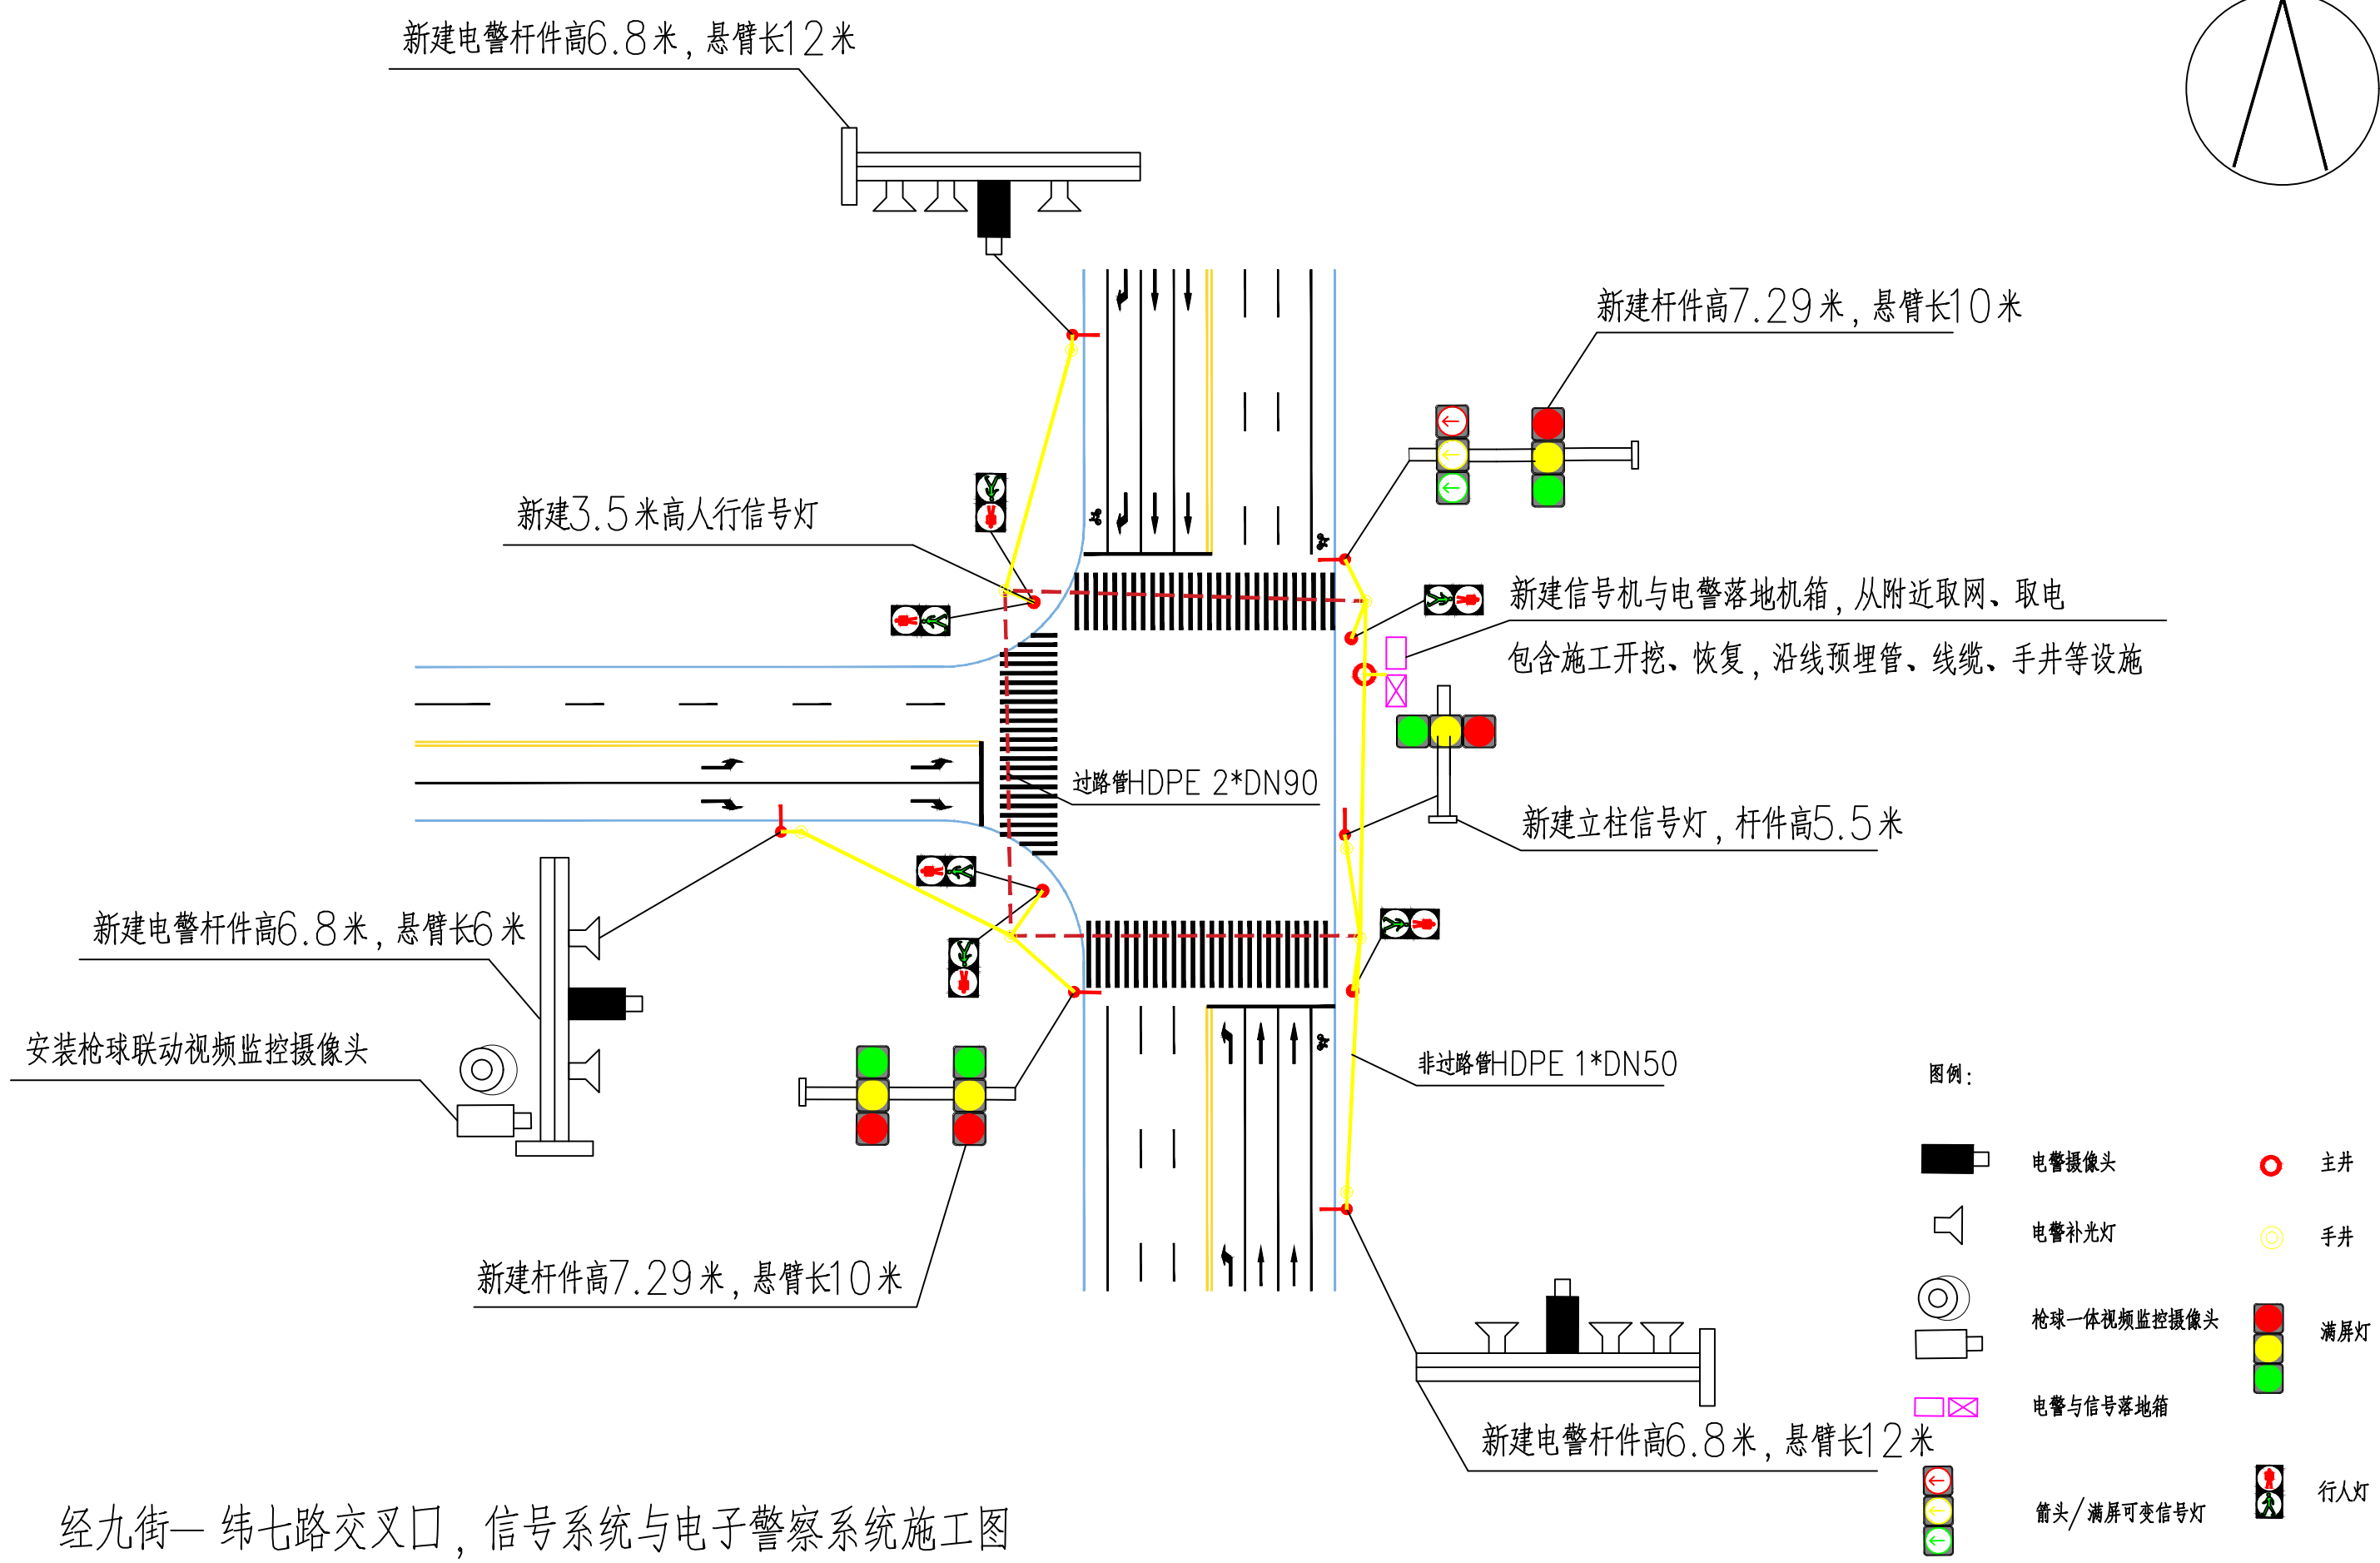 新建电警杆件高6.8米,悬臂长12米
新建杆件高7.29米,悬臂长10米
新建3.5米高人行信号灯
新建信号机与电警落地机箱,从附近取网、取电
包含施工开挖、恢复,沿线预埋管、线缆、手井等设施
过路管HDPE 2*DN90
新建立柱信号灯,杆件高5.5米
新建电警杆件高6.8米,悬臂长6米
安装枪球联动视频监控摄像头
非过路管HDPE 1*DN50
新建杆件高7.29米,悬臂长10米
新建电警杆件高6.8米,悬臂长12米
图例:
电警摄像头
主井
电警补光灯
手井
枪球一体视频监控摄像头
满屏灯
电警与信号落地箱
箭头/满屏可变信号灯
行人灯
经九街—纬七路交叉口,信号系统与电子警察系统施工图